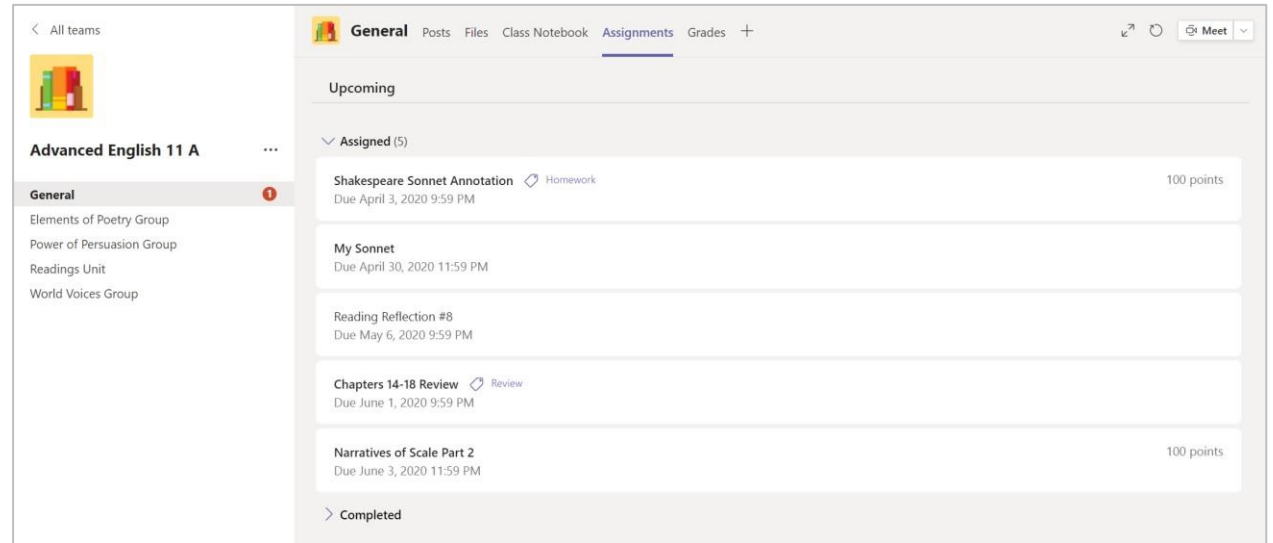 All teams
Advanced English 11 A
General 1
Elements of Poetry Group
Power of Persuasion Group
Readings Unit
World Voices Group
General Posts Files Class Notebook Assignments Grades Meet
Upcoming
Assigned (5)
Shakespeare Sonnet Annotation Homework 100 points
Due April 3, 2020 9:59 PM
My Sonnet
Due April 30, 2020 11:59 PM
Reading Reflection #8
Due May 6, 2020 9:59 PM
Chapters 14-18 Review Review
Due June 1, 2020 9:59 PM
Narratives of Scale Part 2 100 points
Due June 3, 2020 11:59 PM
Completed